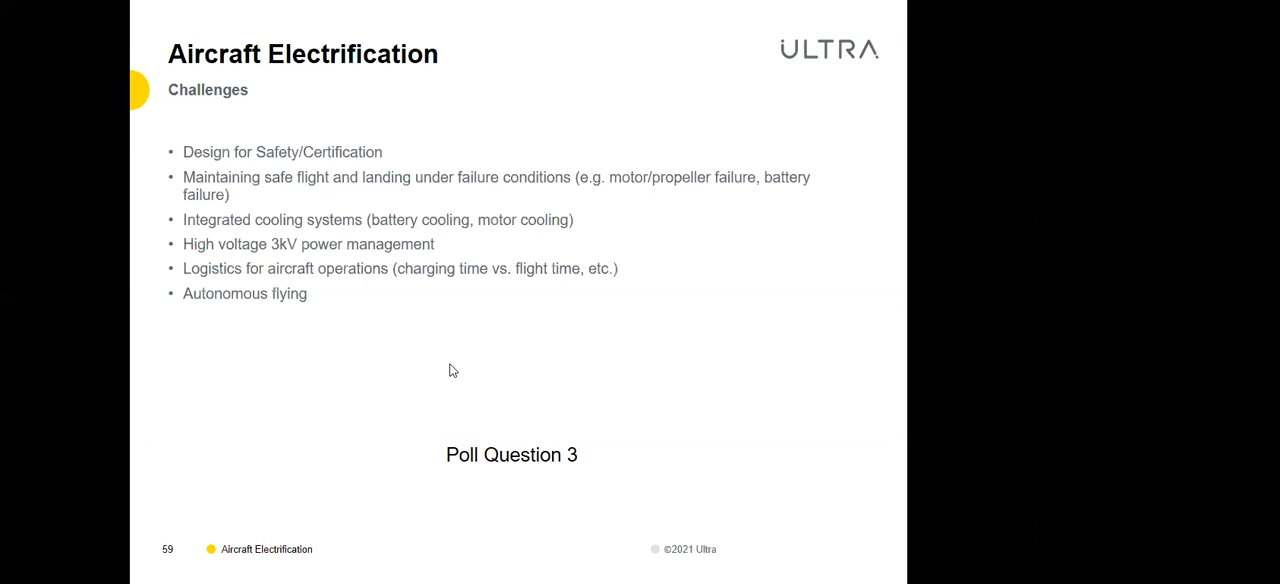 Aircraft Electrification
ULTRA
Challenges
• Design for Safety/Certification
• Maintaining safe flight and landing under failure conditions (e.g. motor/propeller failure, battery
failure)
• Integrated cooling systems (battery cooling, motor cooling)
• High voltage 3kV power management
• Logistics for aircraft operations (charging time vs. flight time, etc.)
• Autonomous flying
Poll Question 3
59 Aircraft Electrification ©2021 Ultra